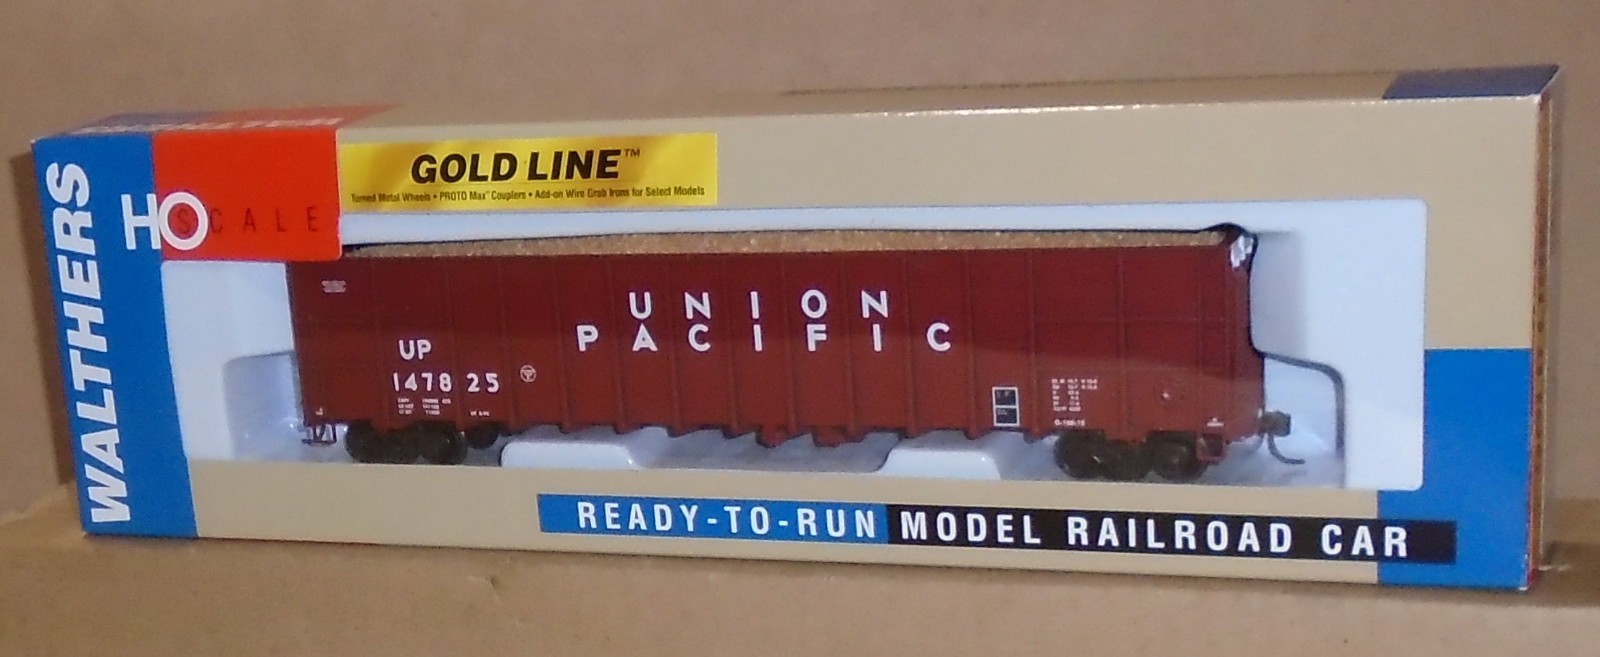 WALTHERS
HO SCALE
GOLD LINE™
Turned Metal Wheels • PROTO Max™ Couplers • Add-on Wire Grab Irons for Select Models
UNION
PACIFIC
UP
147825
READY-TO-RUN MODEL RAILROAD CAR